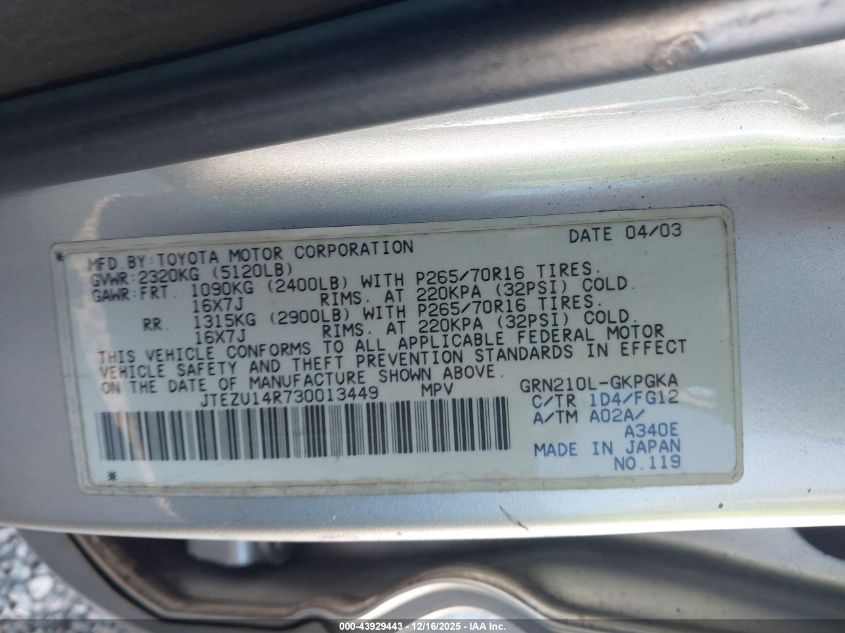 MFD.BY:TOYOTA MOTOR CORPORATION DATE 04/03
GVWR:2320KG (5120LB)
GAWR:FRT. 1090KG (2400LB) WITH P265/70R16 TIRES.
16X7J RIMS. AT 220KPA (32PSI) COLD.
RR. 1315KG (2900LB) WITH P265/70R16 TIRES.
16X7J RIMS. AT 220KPA (32PSI) COLD.
THIS VEHICLE CONFORMS TO ALL APPLICABLE FEDERAL MOTOR
VEHICLE SAFETY AND THEFT PREVENTION STANDARDS IN EFFECT
ON THE DATE OF MANUFACTURE SHOWN ABOVE.
JTEZU14R730013449 MPV GRN210L-GKPGKA
C/TR 1D4/FG12
A/TM A02A/
A340E
MADE IN JAPAN
NO.119
000-43929443 - 12/16/2025 - IAA Inc.